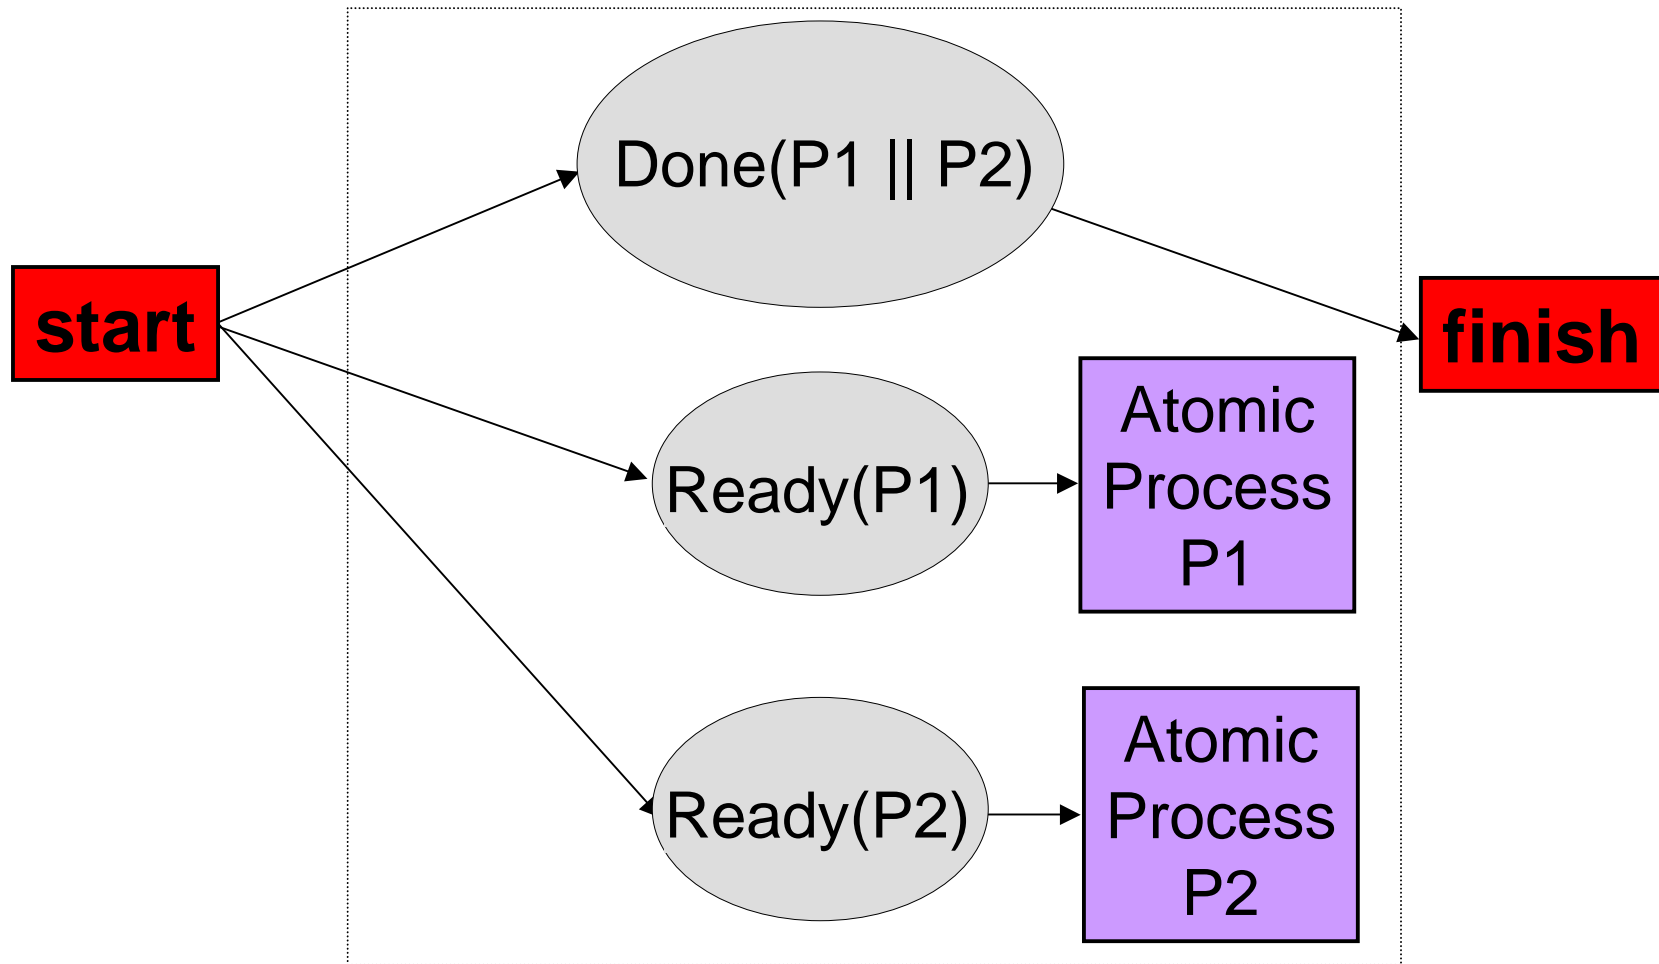 Done(P1 || P2)
start
finish
Ready(P1)
Atomic
Process
P1
Ready(P2)
Atomic
Process
P2